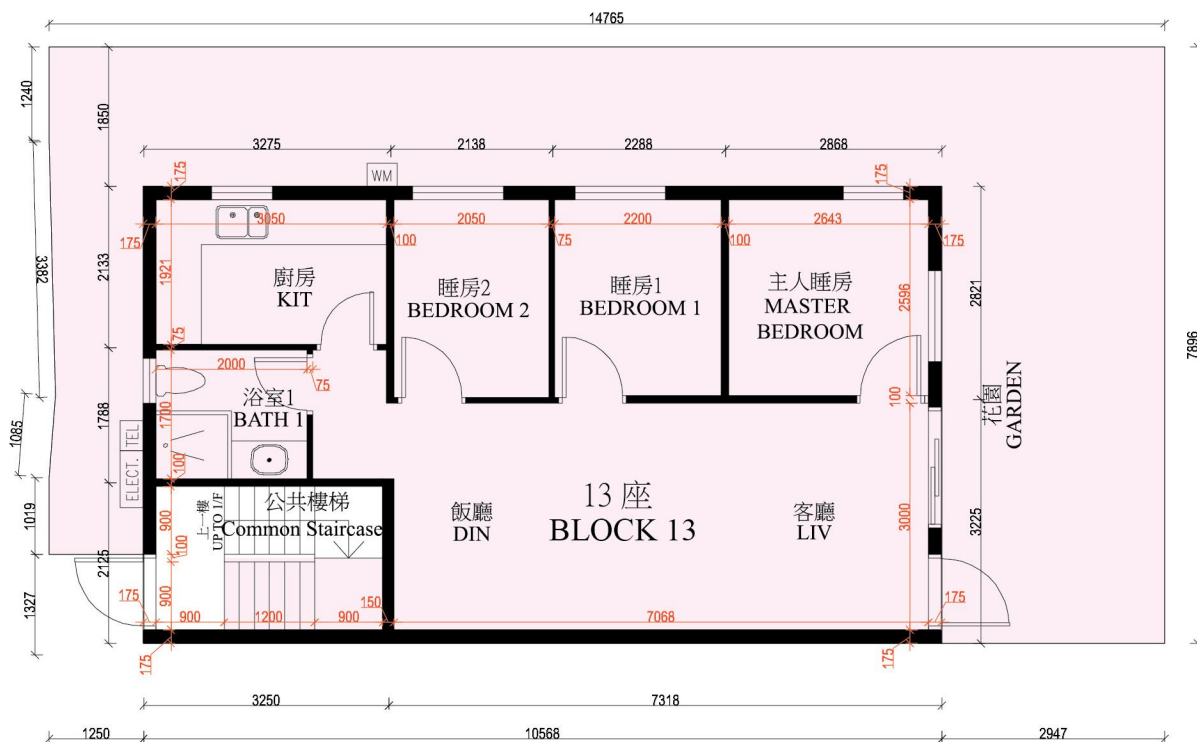 14765
1240
1850
3275
2138
2288
2868
175
WM
175
3050
2050
2200
2643
175
100
75
100
175
3382
2133
1921
廚房
KIT
睡房2
BEDROOM 2
睡房1
BEDROOM 1
主人睡房
MASTER
BEDROOM
2596
2821
7896
75
2000
75
浴室1
BATH 1
1085
1788
1700
100
TEL
ELECT.
100
花園
GARDEN
公共樓梯
Common Staircase
上一樓
UP TO 1/F
飯廳
DIN
13 座
BLOCK 13
客廳
LIV
3000
3225
1019
900
100
2125
1327
900
175
900
1200
900
150
7068
175
175
175
3250
7318
1250
10568
2947